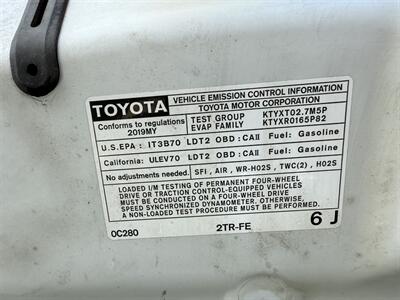 TOYOTA
VEHICLE EMISSION CONTROL INFORMATION
TOYOTA MOTOR CORPORATION
Conforms to regulations
2019MY
TEST GROUP KTYXT02.7M5P
EVAP FAMILY KTYXR0165P82
U.S.EPA : IT3B70 LDT2 OBD:CAII Fuel: Gasoline
California: ULEV70 LDT2 OBD:CAII Fuel: Gasoline
No adjustments needed.
SFI, AIR, WR-HO2S, TWC(2), HO2S
LOADED I/M TESTING OF PERMANENT FOUR-WHEEL
DRIVE OR TRACTION CONTROL-EQUIPPED VEHICLES
MUST BE CONDUCTED ON A FOUR-WHEEL DRIVE
SPEED SYNCHRONIZED DYNAMOMETER. OTHERWISE,
A NON-LOADED TEST PROCEDURE MUST BE PERFORMED.
0C280 2TR-FE 6 J